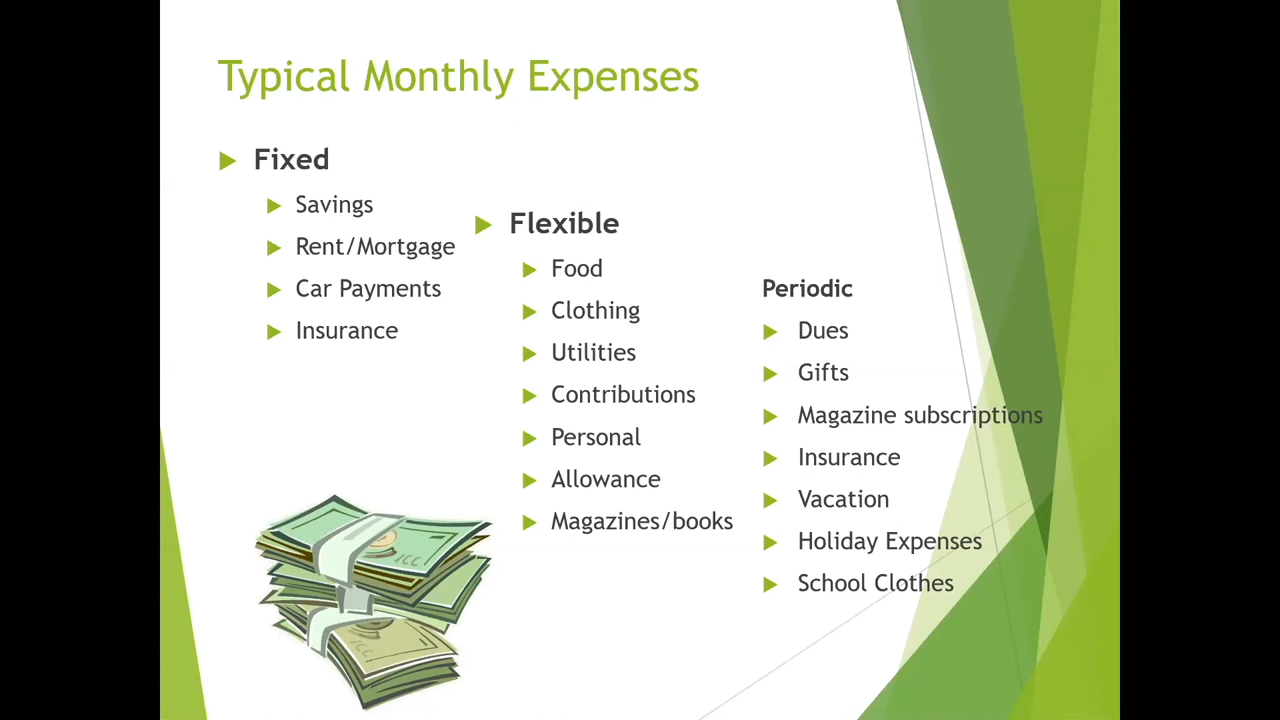 Typical Monthly Expenses
Fixed
Savings
Rent/Mortgage
Car Payments
Insurance
Flexible
Food
Clothing
Utilities
Contributions
Personal
Allowance
Magazines/books
Periodic
Dues
Gifts
Magazine subscriptions
Insurance
Vacation
Holiday Expenses
School Clothes